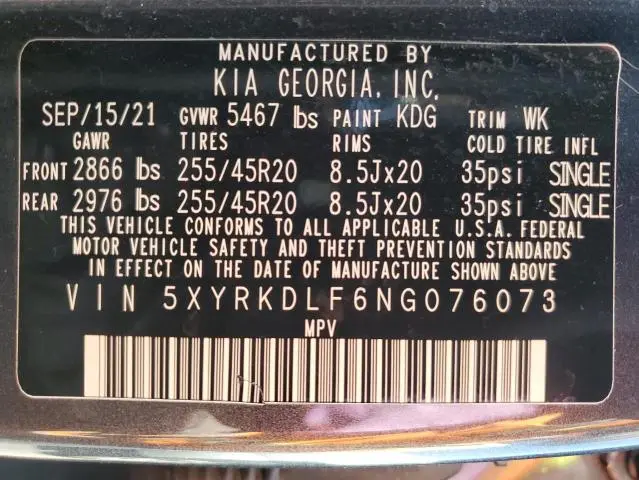 MANUFACTURED BY
KIA GEORGIA, INC.
SEP/15/21 GVWR 5467 lbs PAINT KDG TRIM WK
GAWR TIRES RIMS COLD TIRE INFL
FRONT 2866 lbs 255/45R20 8.5Jx20 35psi SINGLE
REAR 2976 lbs 255/45R20 8.5Jx20 35psi SINGLE
THIS VEHICLE CONFORMS TO ALL APPLICABLE U.S.A. FEDERAL
MOTOR VEHICLE SAFETY AND THEFT PREVENTION STANDARDS
IN EFFECT ON THE DATE OF MANUFACTURE SHOWN ABOVE
VIN 5XYRKDLF6NG076073
MPV